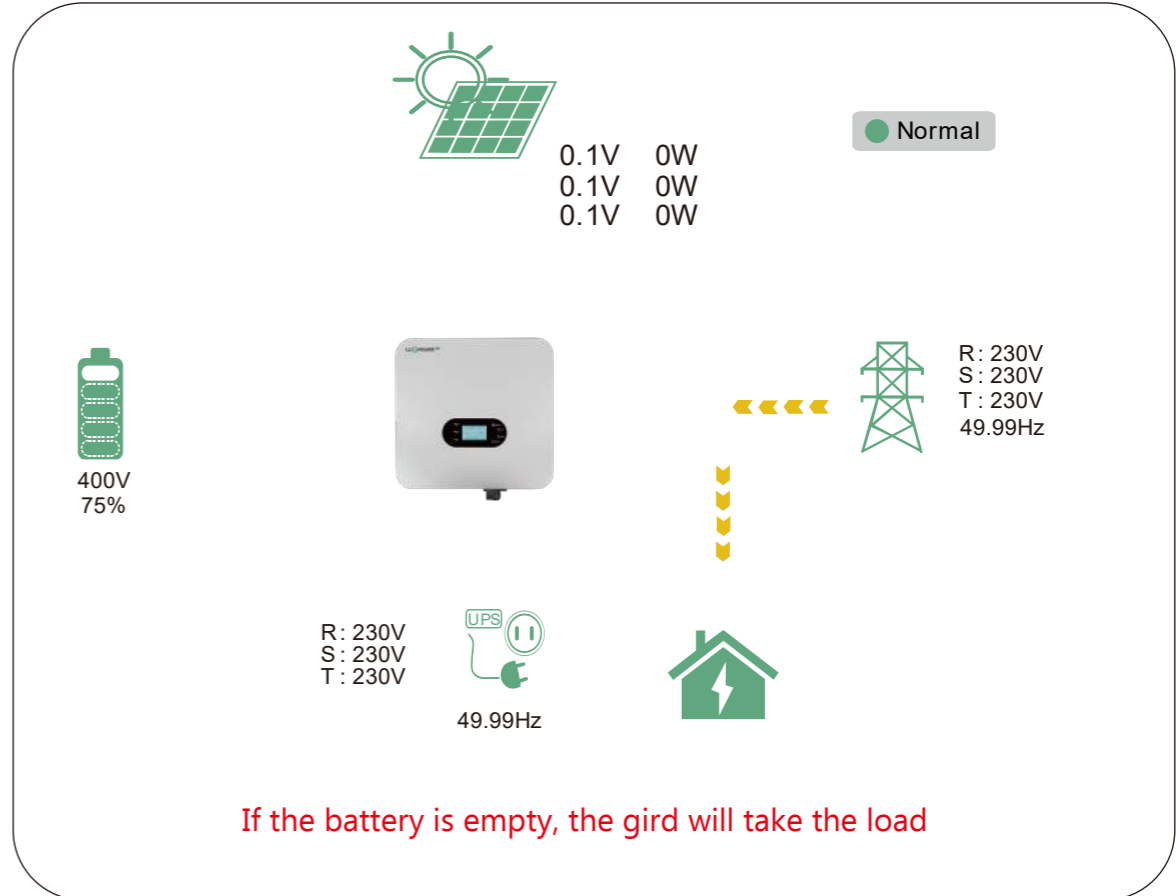 Normal
0.1V 0W
0.1V 0W
0.1V 0W
400V
75%
R : 230V
S : 230V
T : 230V
49.99Hz
R : 230V
S : 230V
T : 230V
UPS
49.99Hz
If the battery is empty, the gird will take the load